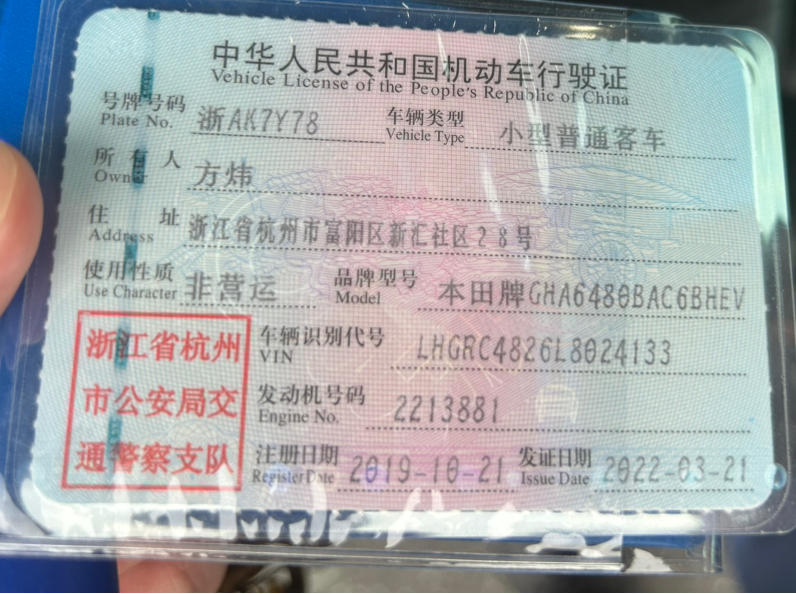 中华人民共和国机动车行驶证
Vehicle License of the People's Republic of China
号牌号码 浙AK7Y78 车辆类型 小型普通客车
Plate No. Vehicle Type
所有人 方炜
Owner
住址 浙江省杭州市富阳区新汇社区28号
Address
使用性质 非营运 品牌型号 本田牌GHA6480BAC6BHEV
Use Character Model
浙江省杭州 车辆识别代号 LHGRC4826L8024133
VIN
市公安局交 发动机号码 2213881
Engine No.
通警察支队 注册日期 2019-10-21 发证日期 2022-03-21
Register Date Issue Date